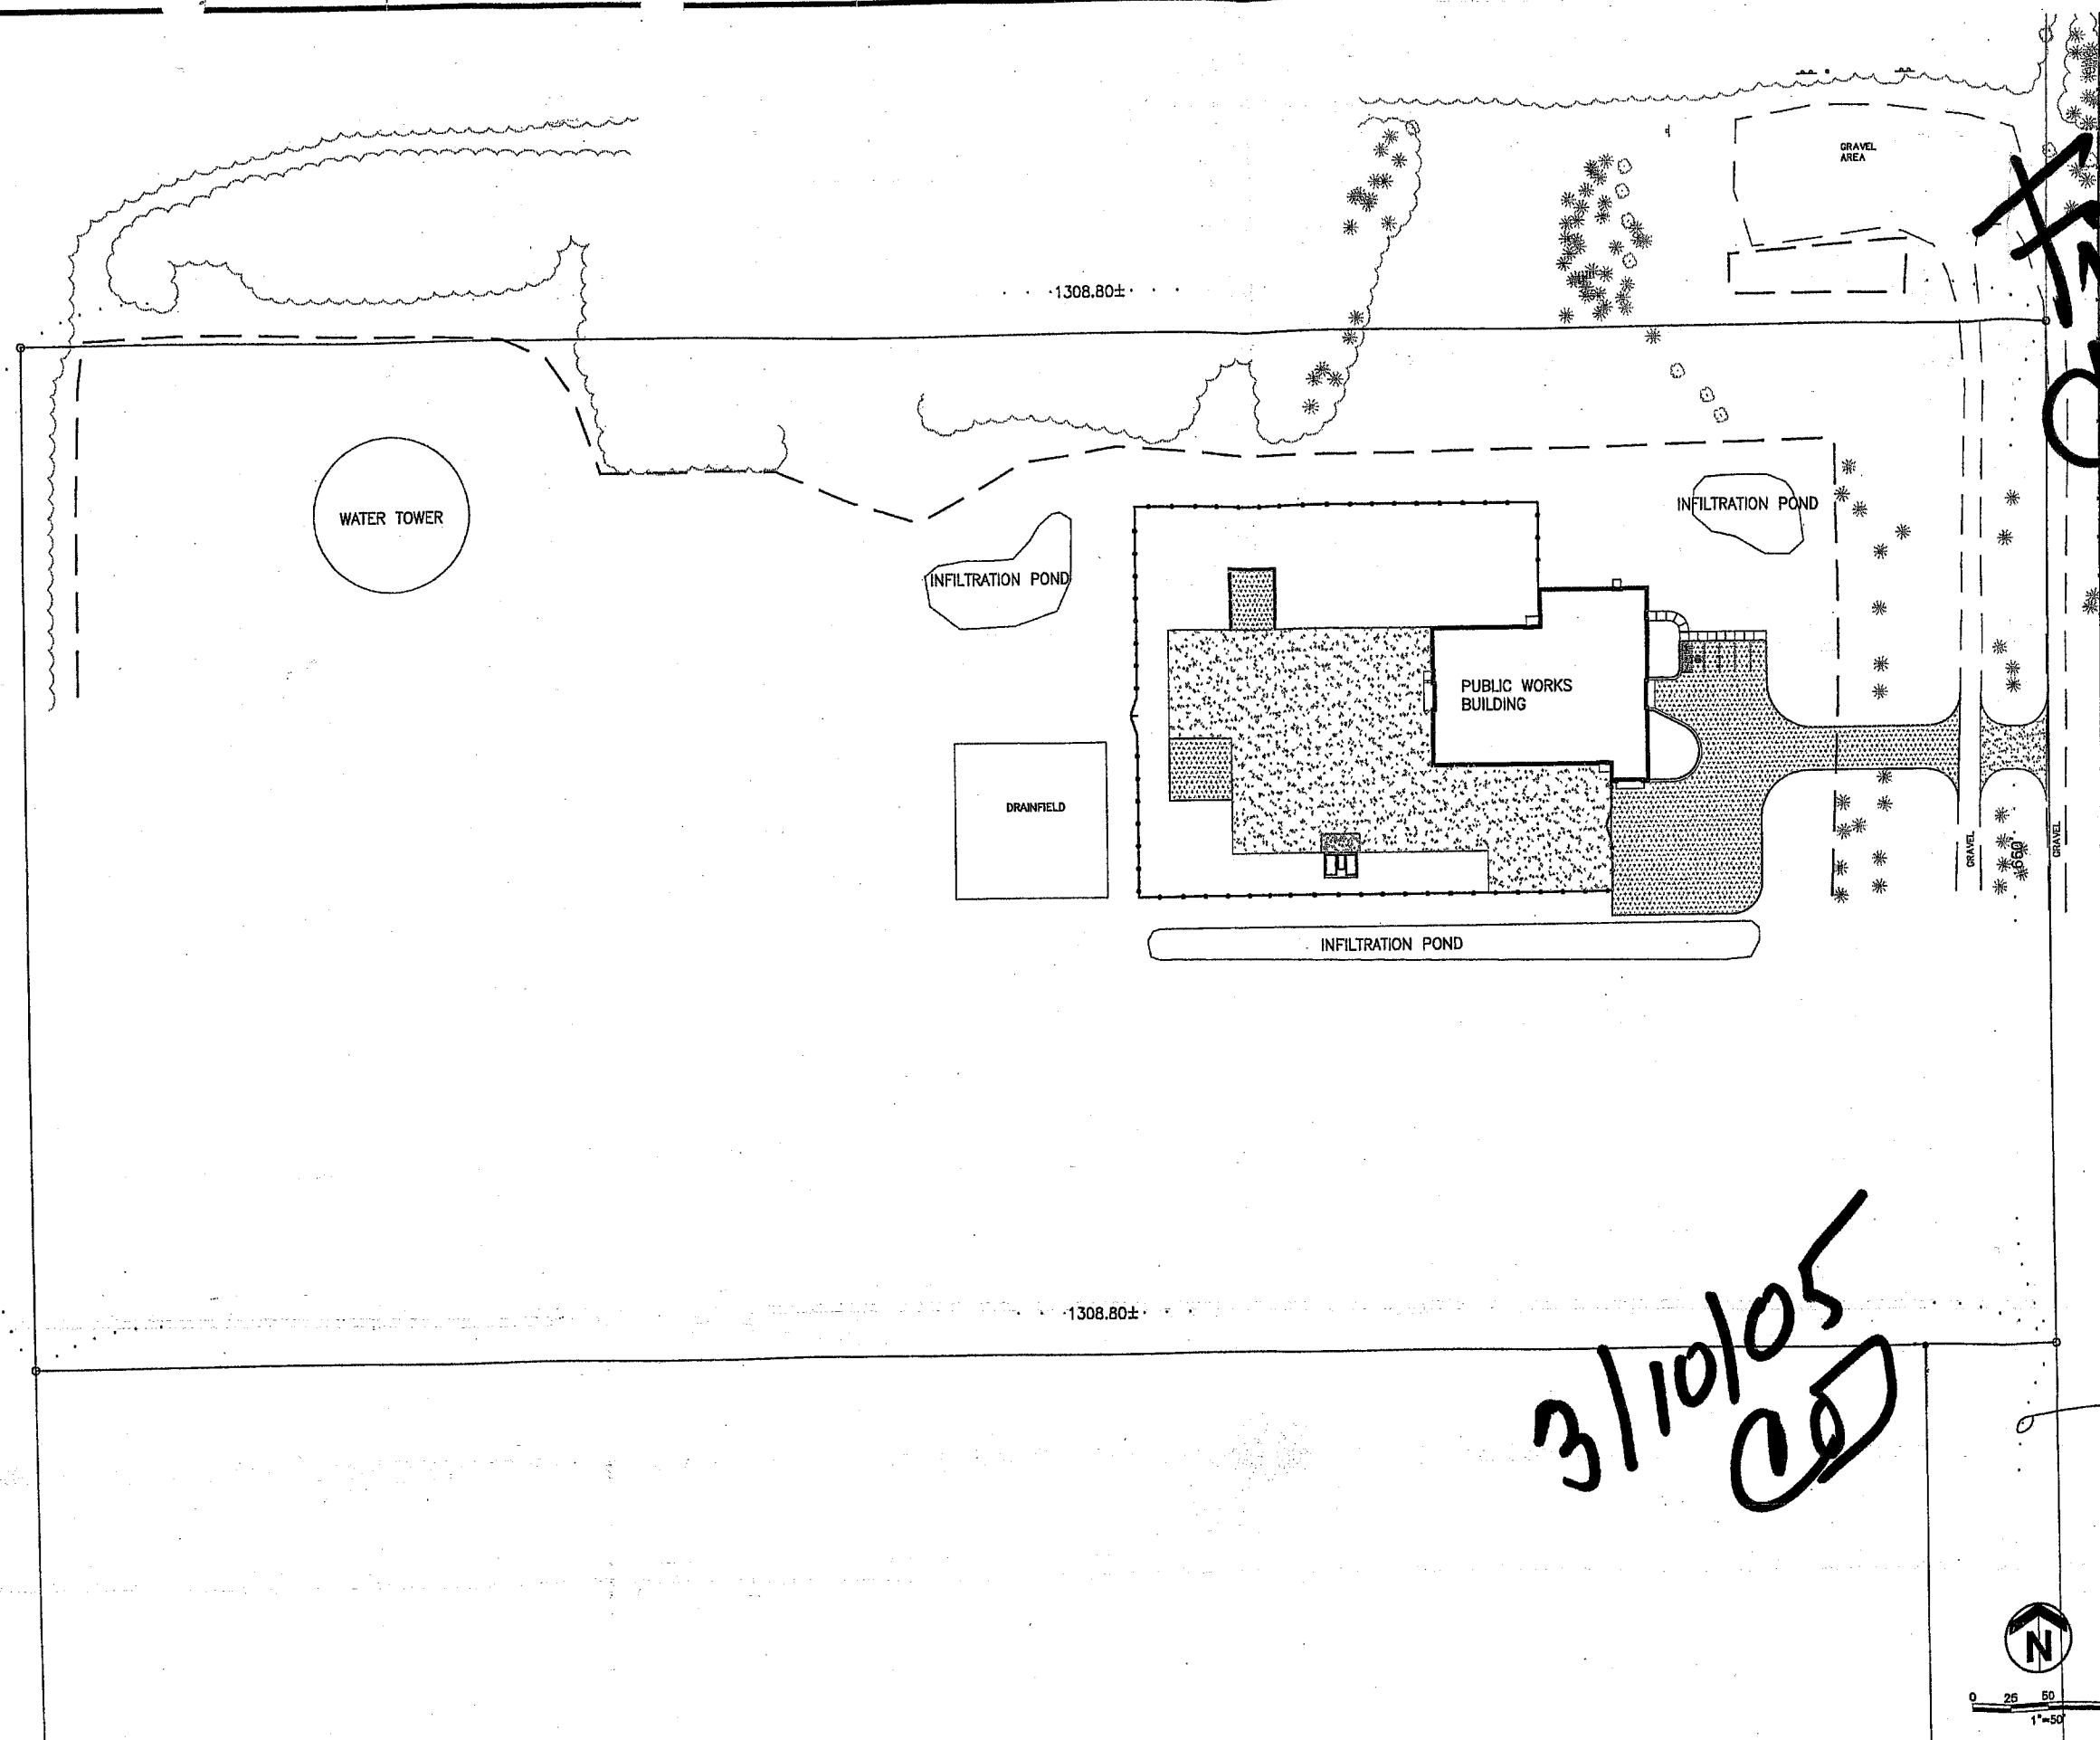 GRAVEL
AREA
1308.80±
INFILTRATION POND
WATER TOWER
INFILTRATION POND
PUBLIC WORKS
BUILDING
DRAINFIELD
GRAVEL
660'
GRAVEL
INFILTRATION POND
1308.80±
3/10/05
N
0 25 50
1"=50'